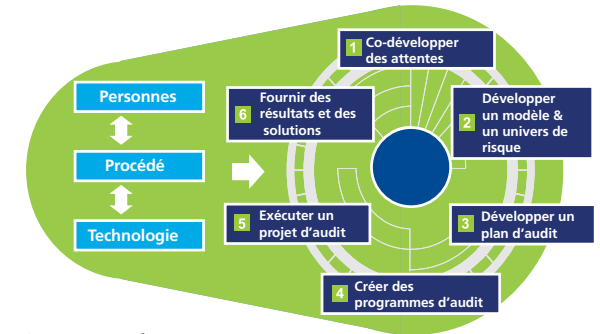 Personnes
Procédé
Technologie
1 Co-développer
des attentes
2 Développer
un modèle &
un univers de
risque
3 Développer un
plan d'audit
4 Créer des
programmes d'audit
5 Exécuter un
projet d'audit
6 Fournir des
résultats et des
solutions